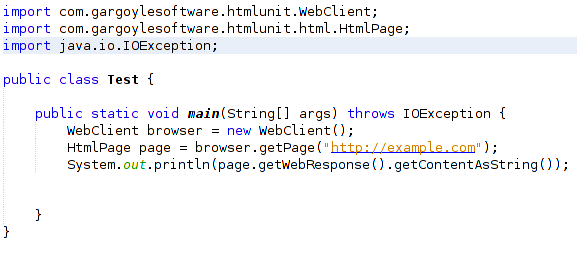 import com.gargoylesoftware.htmlunit.WebClient;
import com.gargoylesoftware.htmlunit.html.HtmlPage;
import java.io.IOException;
public class Test {
public static void main(String[] args) throws IOException {
WebClient browser = new WebClient();
HtmlPage page = browser.getPage("http://example.com");
System.out.println(page.getWebResponse().getContentAsString());
}
}